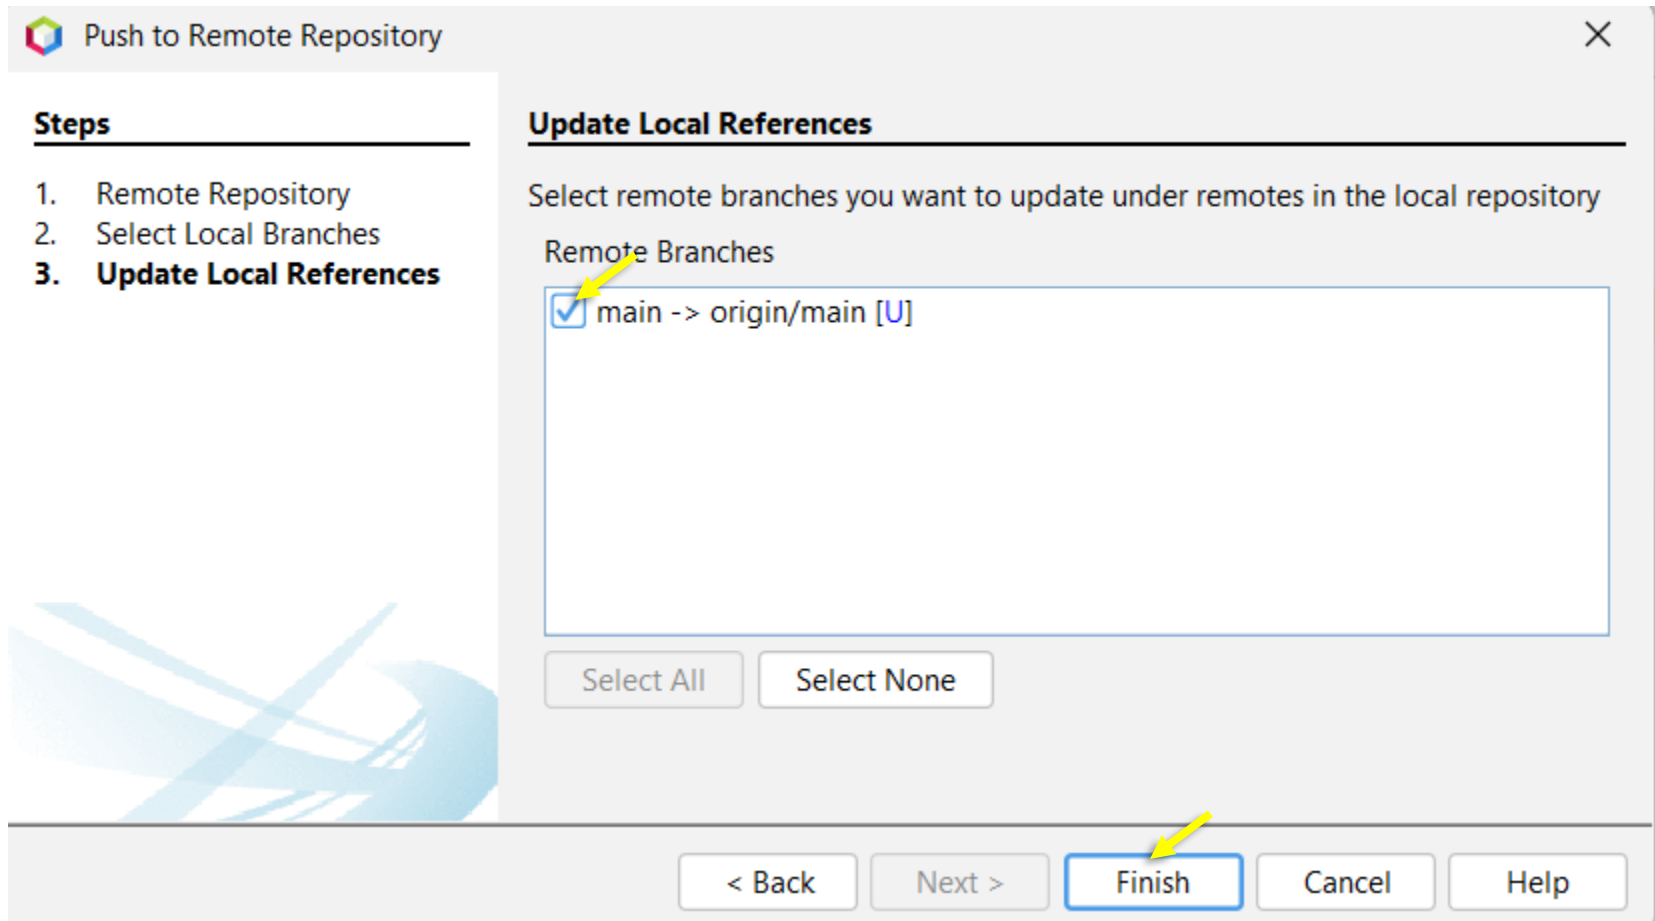 Push to Remote Repository
Steps
1. Remote Repository
2. Select Local Branches
3. Update Local References
Update Local References
Select remote branches you want to update under remotes in the local repository
Remote Branches
main -> origin/main [U]
Select All
Select None
< Back
Next >
Finish
Cancel
Help